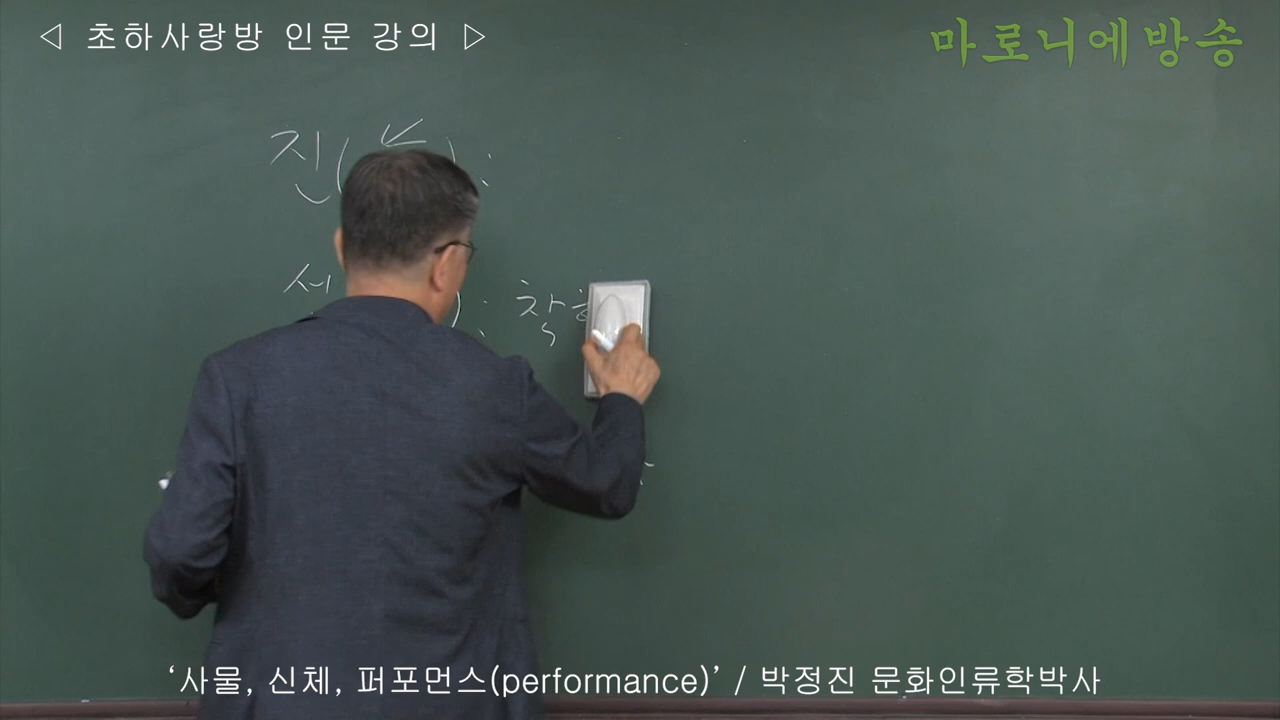 ◁ 초하사랑방 인문 강의 ▷
마로니에방송
진( ) :
) : 착
'사물, 신체, 퍼포먼스(performance)' / 박정진 문화인류학박사